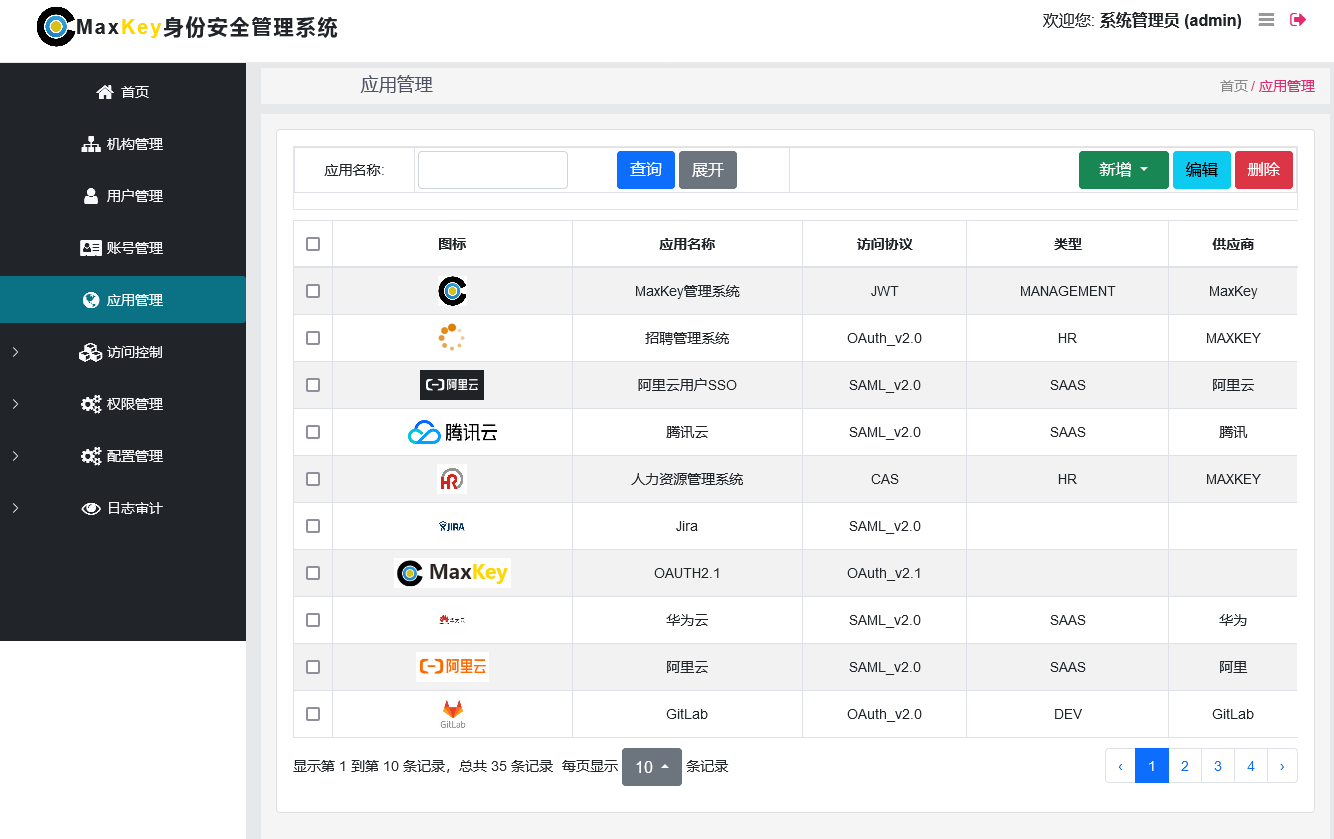 MaxKey身份安全管理系统
欢迎您: 系统管理员 (admin)
首页
机构管理
用户管理
账号管理
应用管理
访问控制
权限管理
配置管理
日志审计
应用管理
首页 / 应用管理
应用名称: 查询 展开 新增 编辑 删除
图标 应用名称 访问协议 类型 供应商
MaxKey管理系统 JWT MANAGEMENT MaxKey
招聘管理系统 OAuth_v2.0 HR MAXKEY
阿里云 阿里云用户SSO SAML_v2.0 SAAS 阿里云
腾讯云 腾讯云 SAML_v2.0 SAAS 腾讯
HR 人力资源管理系统 CAS HR MAXKEY
JIRA Jira SAML_v2.0
MaxKey OAUTH2.1 OAuth_v2.1
华为云 SAML_v2.0 SAAS 华为
阿里云 阿里云 SAML_v2.0 SAAS 阿里
GitLab GitLab OAuth_v2.0 DEV GitLab
显示第 1 到第 10 条记录，总共 35 条记录 每页显示 10 条记录
‹ 1 2 3 4 ›